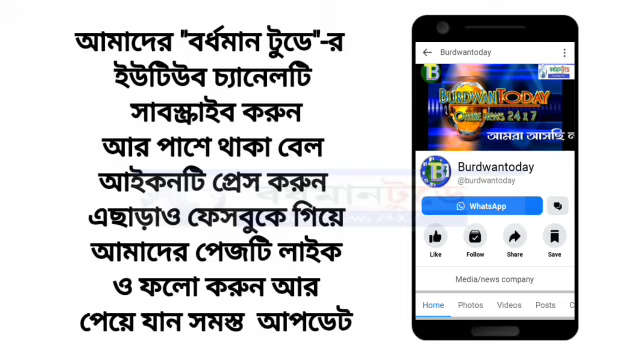 আমাদের "বর্ধমান টুডে"-র
ইউটিউব চ্যানেলটি
সাবস্ক্রাইব করুন
আর পাশে থাকা বেল
আইকনটি প্রেস করুন
এছাড়াও ফেসবুকে গিয়ে
আমাদের পেজটি লাইক
ও ফলো করুন আর
পেয়ে যান সমস্ত আপডেট
Burdwantoday
BURDWANTODAY
ONLINE NEWS 24 x 7
আমরা আসছি
Burdwantoday
@burdwantoday
WhatsApp
Like Follow Share Save
Media/news company
Home Photos Videos Posts C